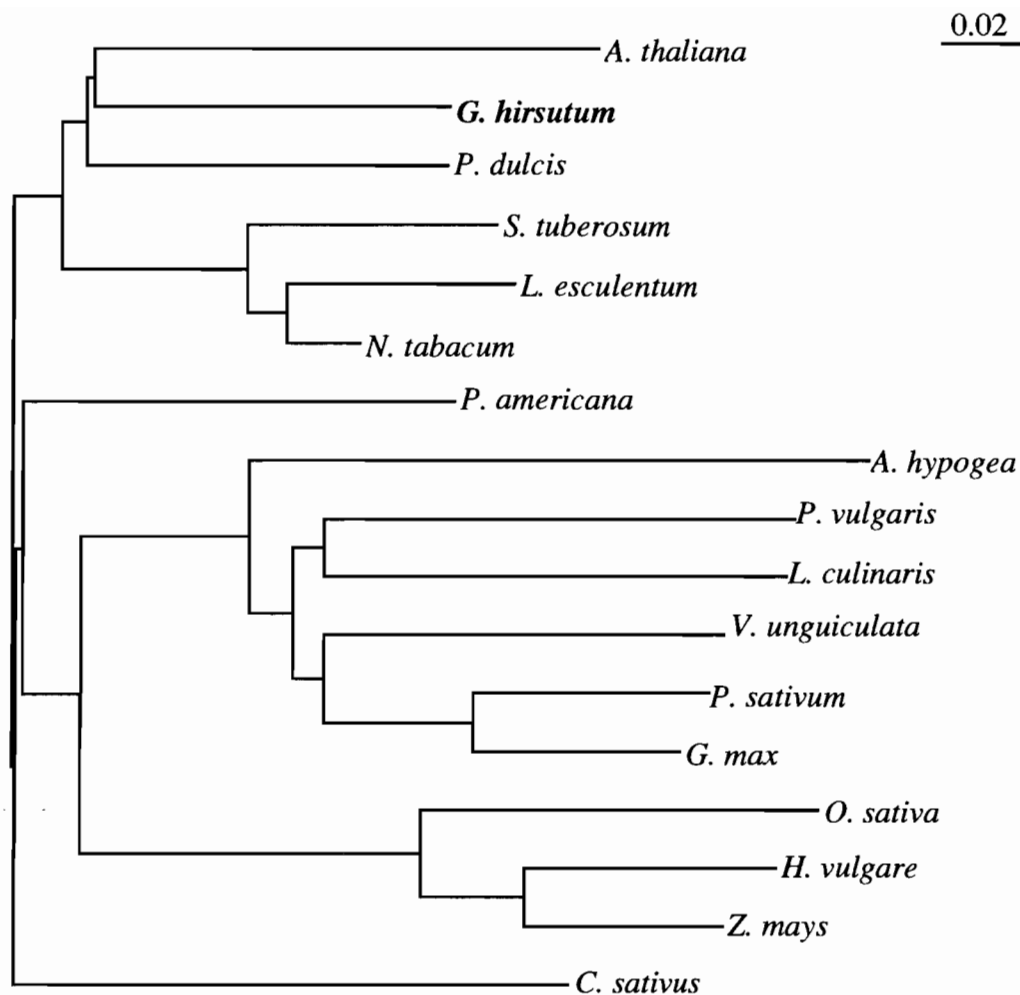 0.02
A. thaliana
G. hirsutum
P. dulcis
S. tuberosum
L. esculentum
N. tabacum
P. americana
A. hypogea
P. vulgaris
L. culinaris
V. unguiculata
P. sativum
G. max
O. sativa
H. vulgare
Z. mays
C. sativus